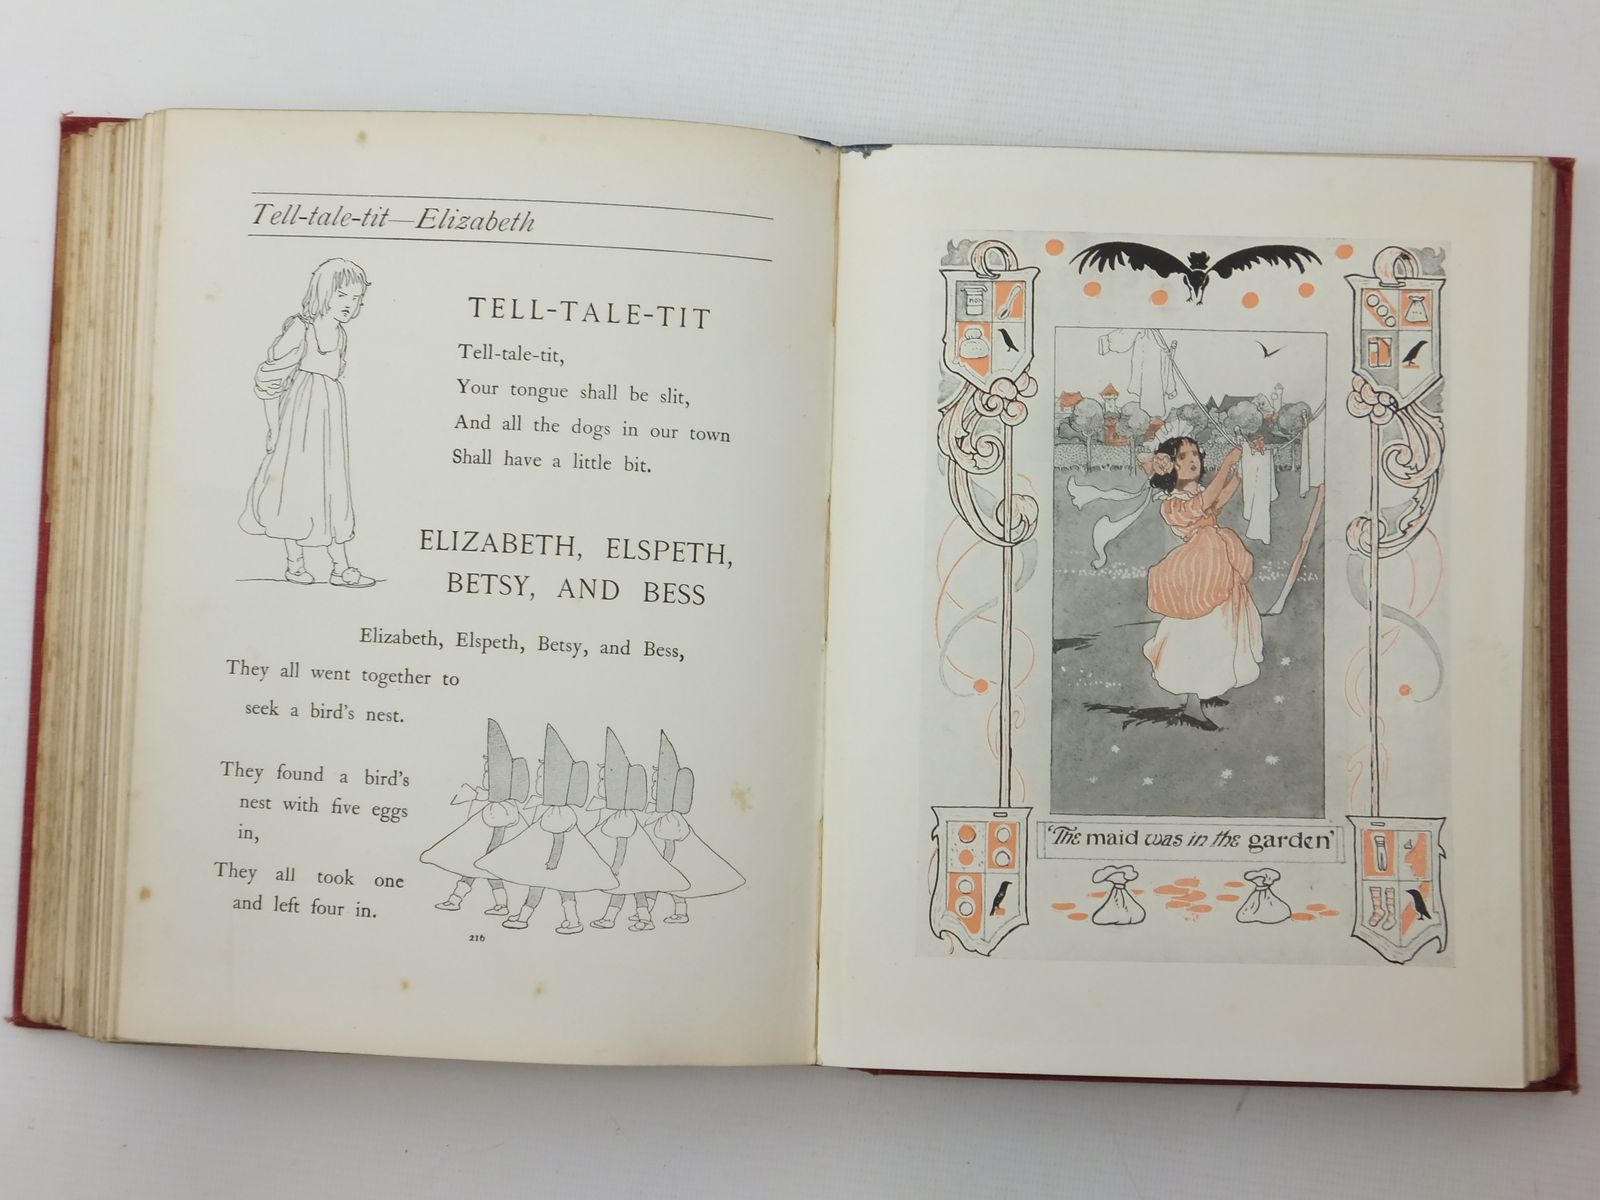 Tell-tale-tit—Elizabeth
TELL-TALE-TIT
Tell-tale-tit,
Your tongue shall be slit,
And all the dogs in our town
Shall have a little bit.
ELIZABETH, ELSPETH,
BETSY, AND BESS
Elizabeth, Elspeth, Betsy, and Bess,
They all went together to
seek a bird's nest.
They found a bird's
nest with five eggs
in,
They all took one
and left four in.
216
'The maid was in the garden'